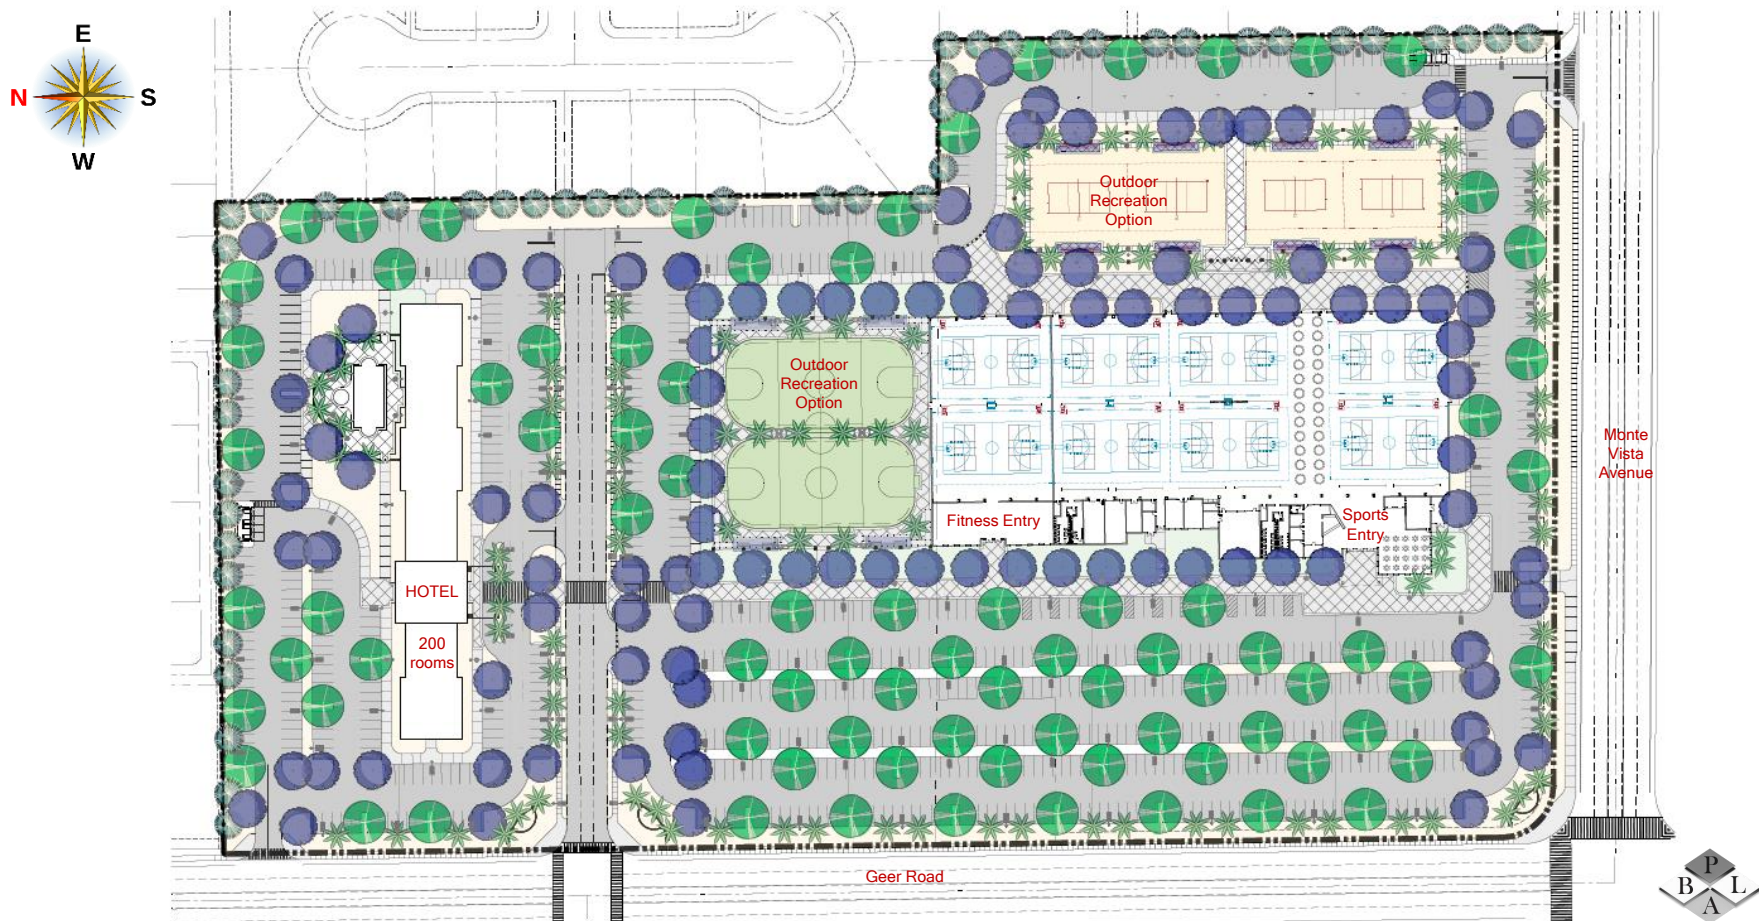 E
N
S
W
Outdoor
Recreation
Option
Outdoor
Recreation
Option
Monte
Vista
Avenue
Fitness Entry
Sports
Entry
HOTEL
200
rooms
Geer Road
P
B
L
A